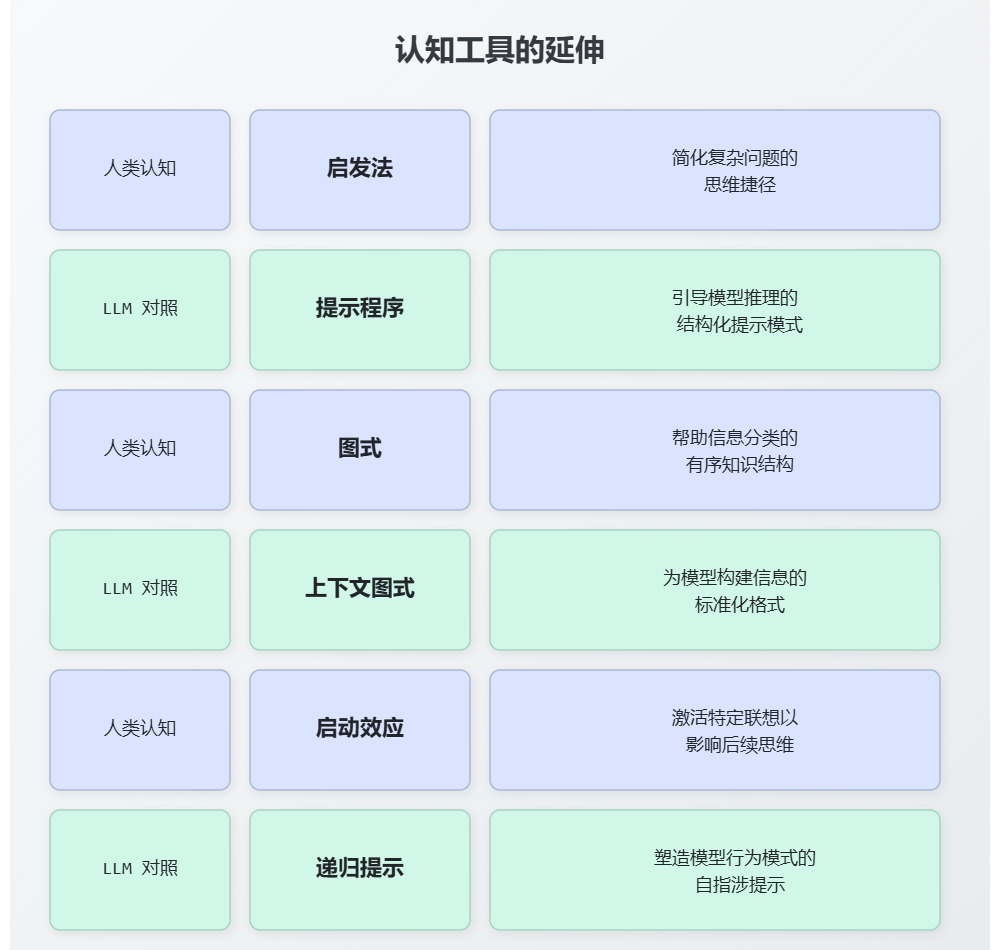 认知工具的延伸
人类认知
启发法
简化复杂问题的
思维捷径
LLM 对照
提示程序
引导模型推理的
结构化提示模式
人类认知
图式
帮助信息分类的
有序知识结构
LLM 对照
上下文图式
为模型构建信息的
标准化格式
人类认知
启动效应
激活特定联想以
影响后续思维
LLM 对照
递归提示
塑造模型行为模式的
自指涉提示